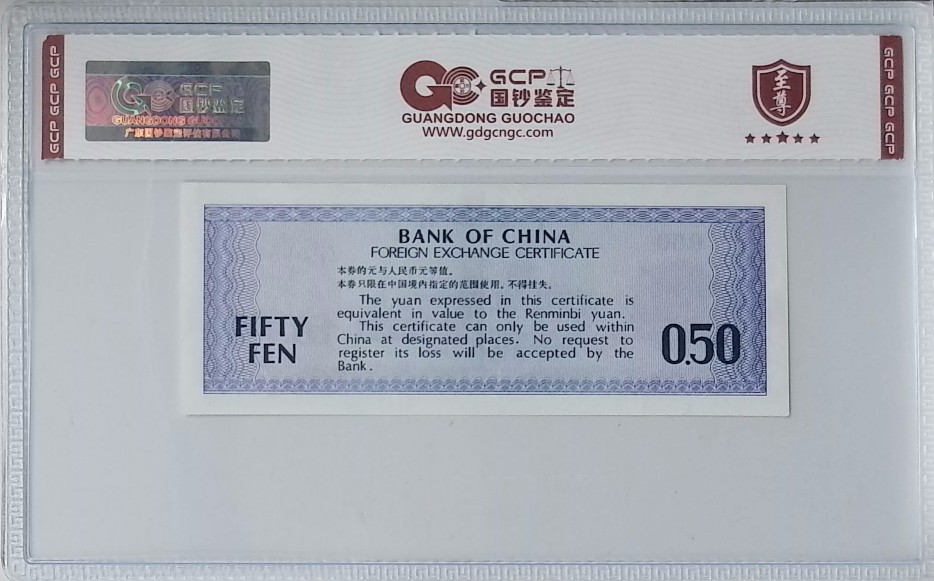 GCP GCP GCP
GCP
国钞鉴定
GUANGDONG GUOCHAO
广东国钞鉴定评估有限公司
GCP
国钞鉴定
GUANGDONG GUOCHAO
WWW.gdgcngc.com
至尊
GCP GCP GCP
BANK OF CHINA
FOREIGN EXCHANGE CERTIFICATE
本券的元与人民币元等值。
本券只限在中国境内指定的范围使用，不得挂失。
The yuan expressed in this certificate is
equivalent in value to the Renminbi yuan.
This certificate can only be used within
China at designated places. No request to
register its loss will be accepted by the
Bank.
FIFTY
FEN
0.50